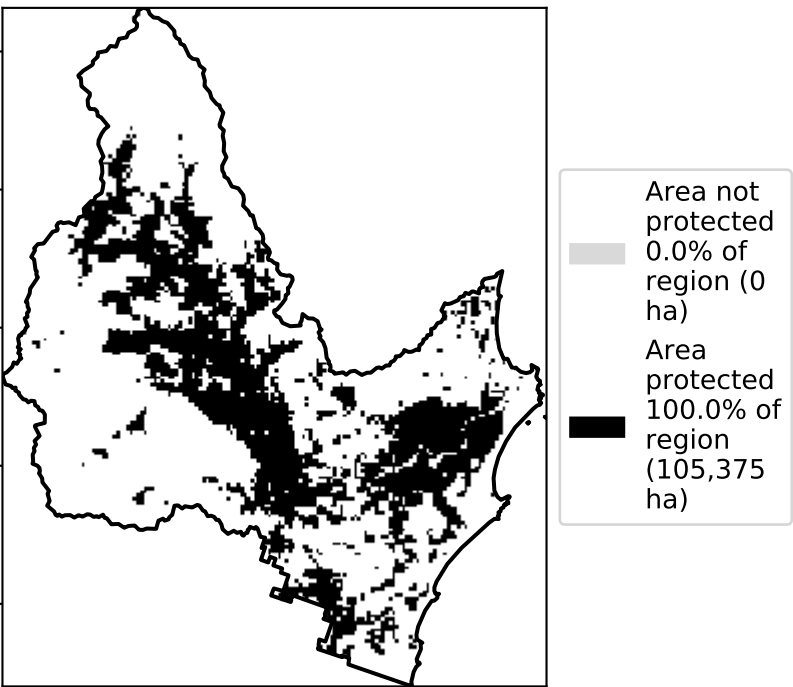 Area not
protected
0.0% of
region (0
ha)
Area
protected
100.0% of
region
(105,375
ha)